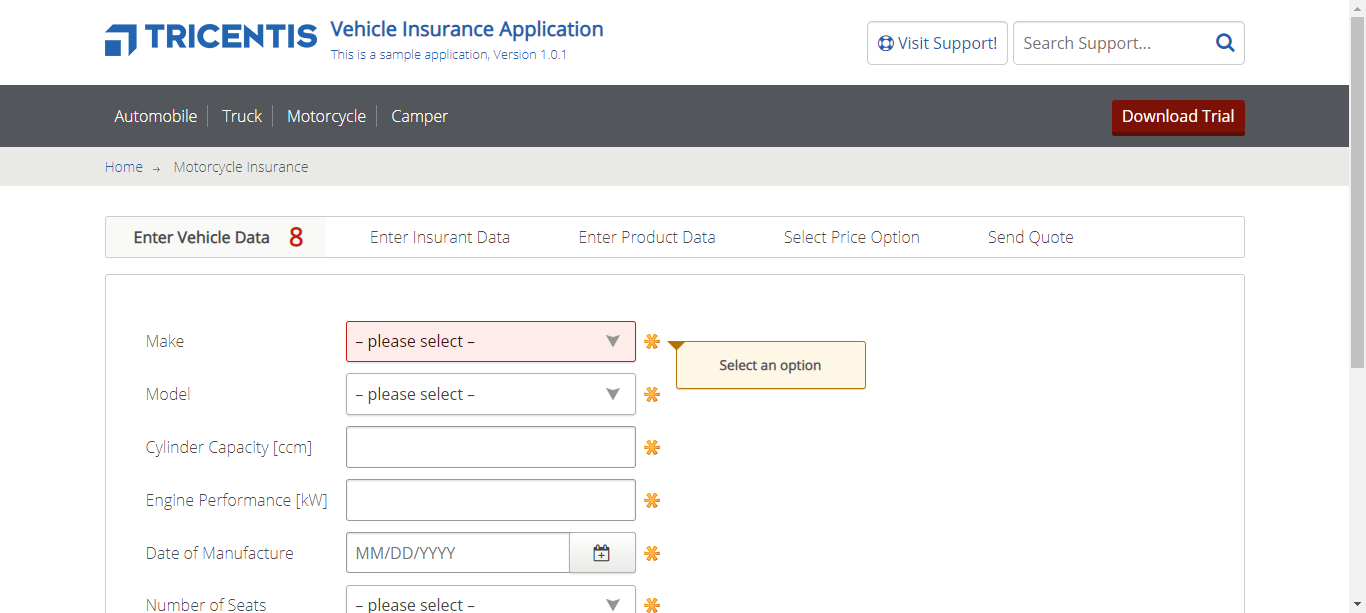 TRICENTIS
Vehicle Insurance Application
This is a sample application, Version 1.0.1
Visit Support!
Search Support...
Automobile
Truck
Motorcycle
Camper
Download Trial
Home → Motorcycle Insurance
Enter Vehicle Data 8
Enter Insurant Data
Enter Product Data
Select Price Option
Send Quote
Make
– please select –
Select an option
Model
– please select –
Cylinder Capacity [ccm]
Engine Performance [kW]
Date of Manufacture
MM/DD/YYYY
Number of Seats
– please select –